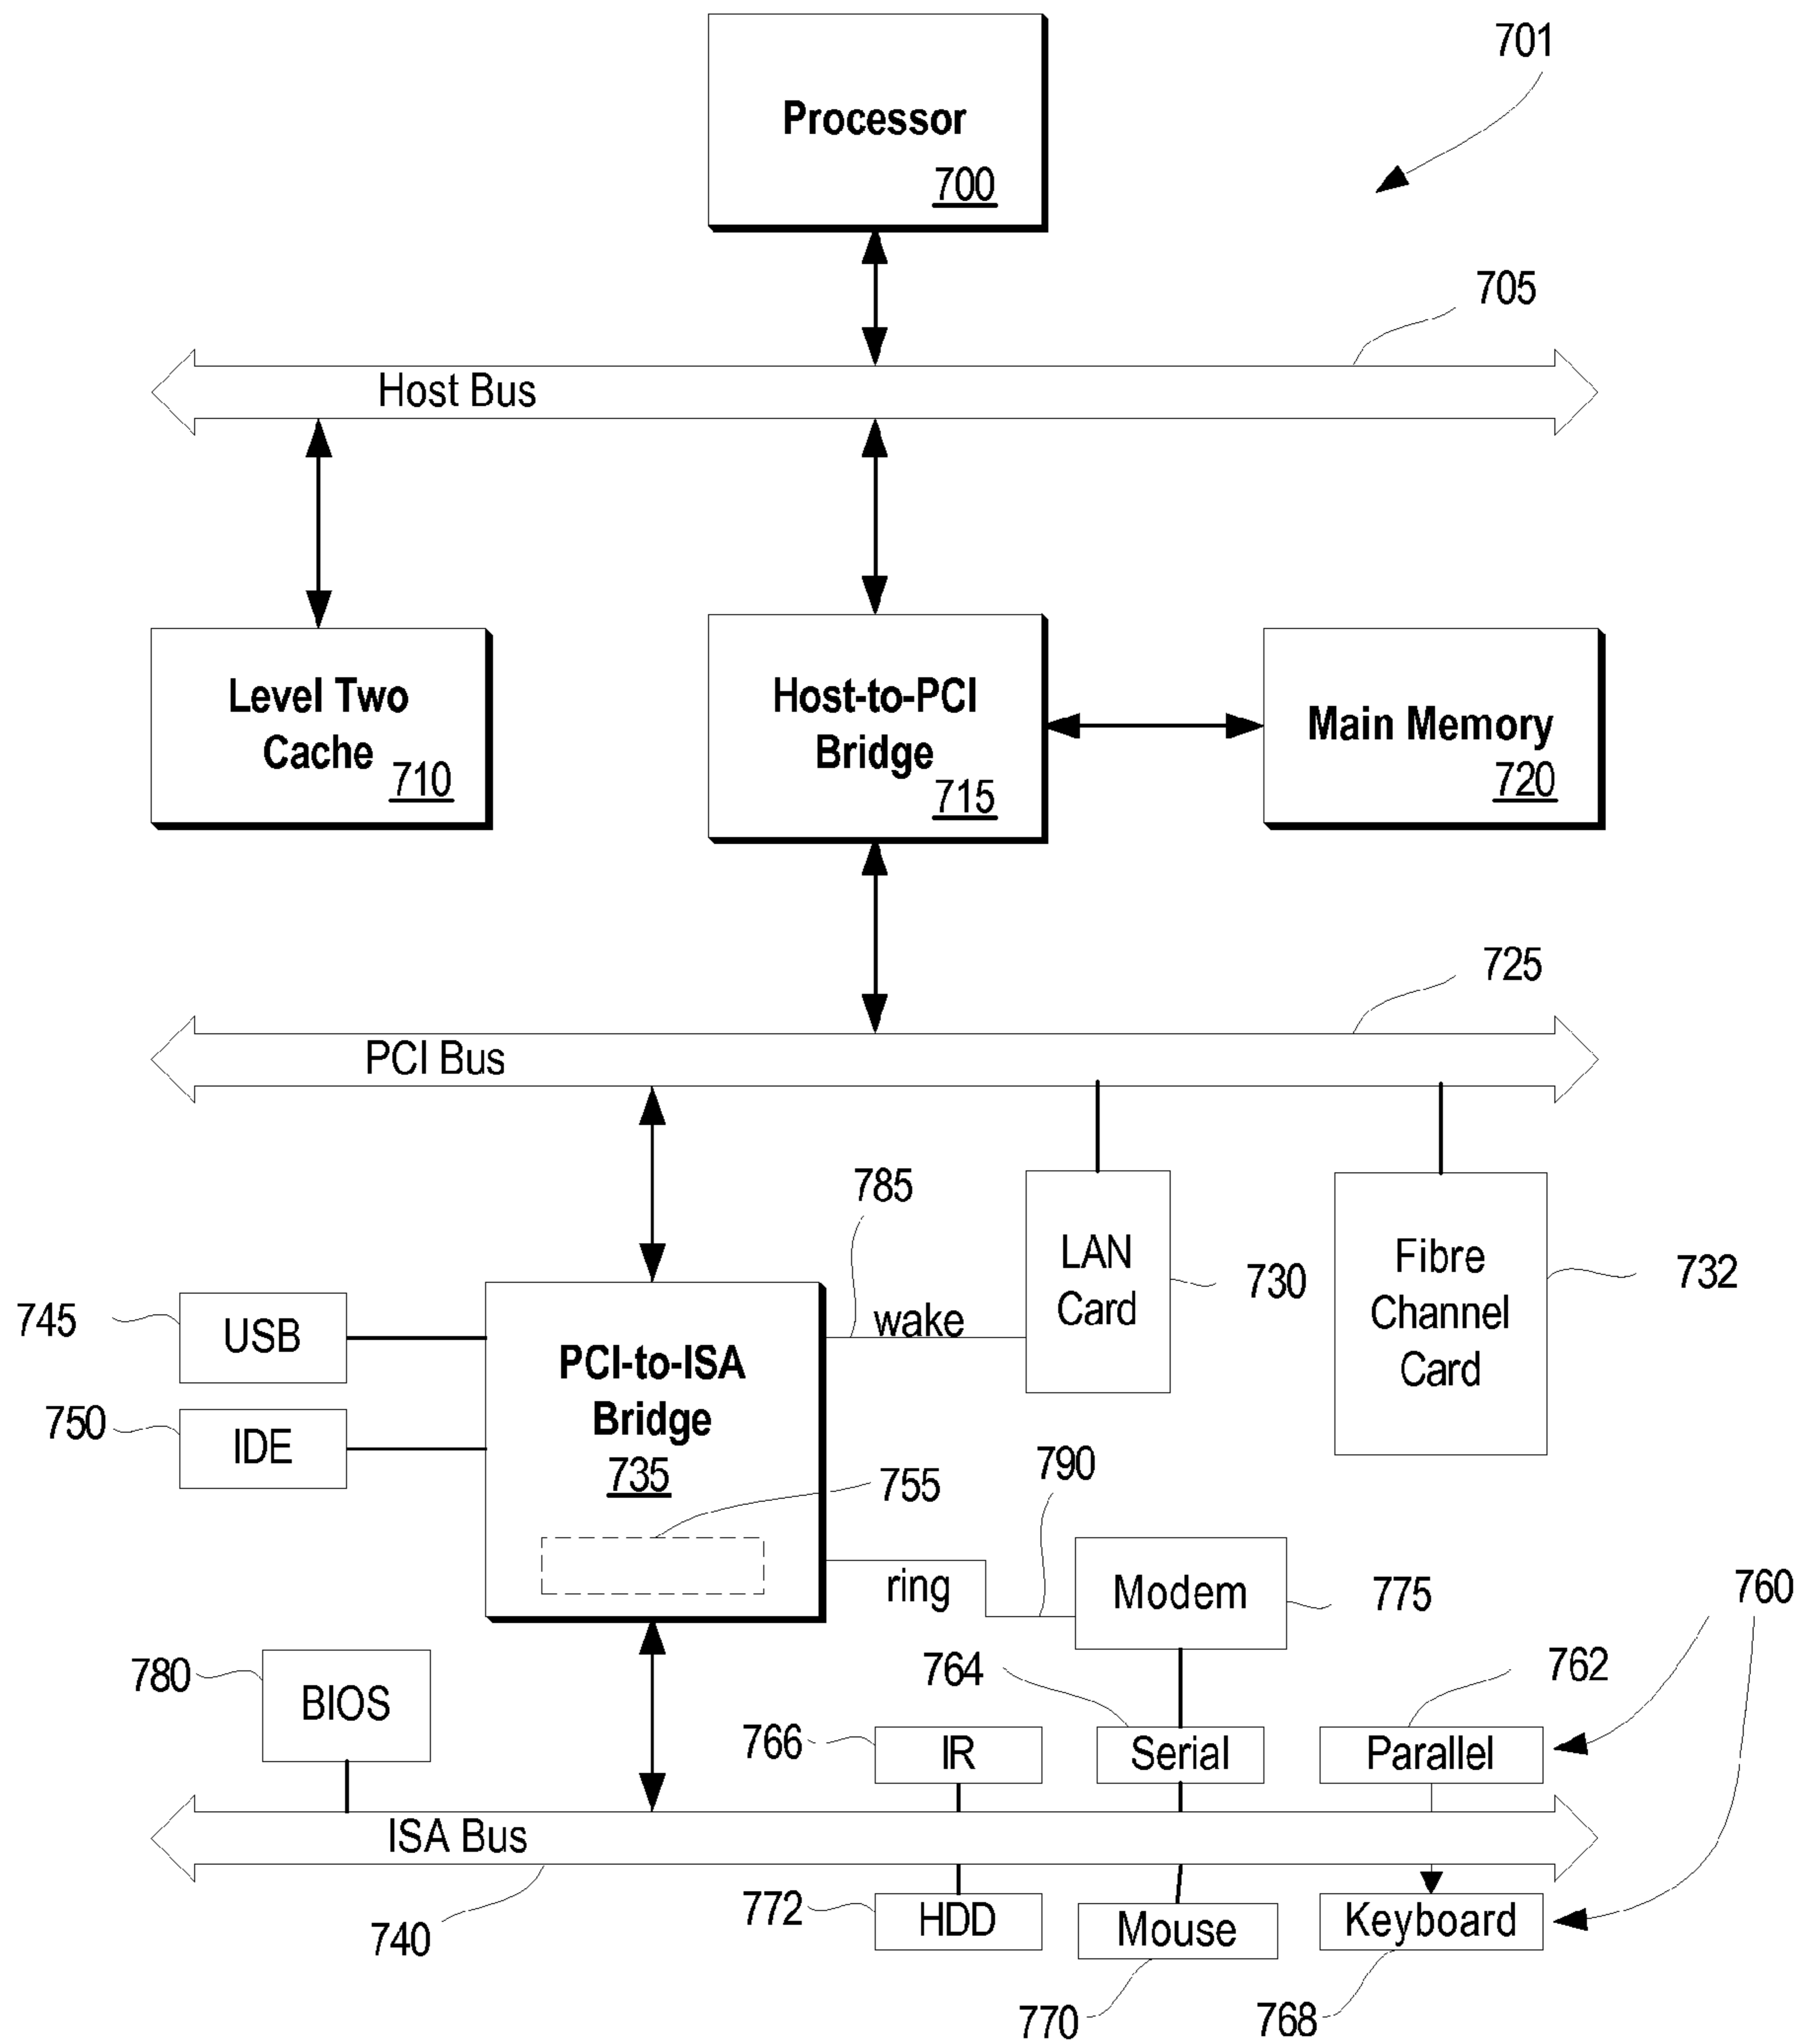 701
Processor
700
705
Host Bus
Level Two
Cache
710
Host-to-PCI
Bridge
715
Main Memory
720
725
PCI Bus
785
LAN
Card
730
Fibre
Channel
Card
732
745
USB
wake
PCI-to-ISA
Bridge
735
750
IDE
755
790
ring
Modem
775
760
780
BIOS
764
762
766
IR
Serial
Parallel
ISA Bus
740
772
HDD
Mouse
Keyboard
770
768